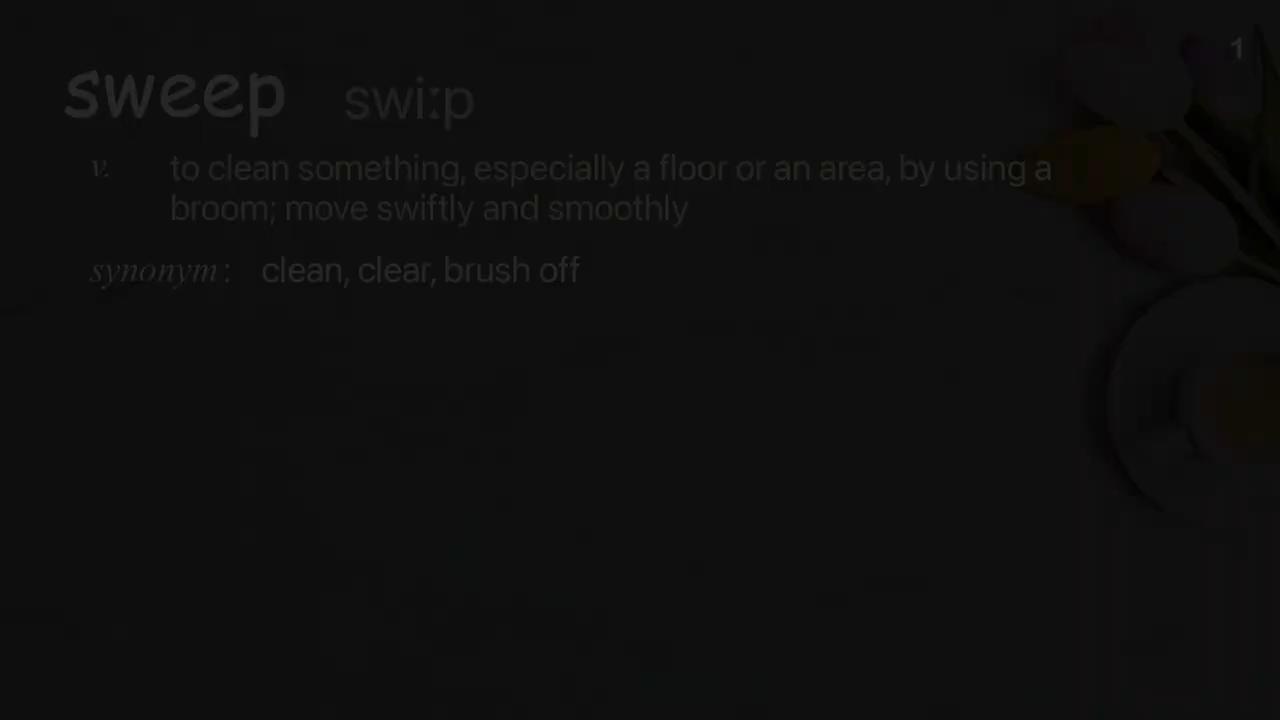 1
sweep swiːp
v. to clean something, especially a floor or an area, by using a
broom; move swiftly and smoothly
synonym: clean, clear, brush off